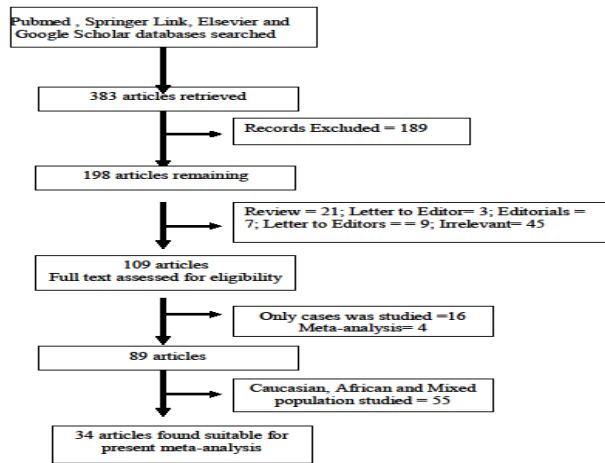 Pubmed , Springer Link, Elsevier and
Google Scholar databases searched
383 articles retrieved
Records Excluded = 189
198 articles remaining
Review = 21; Letter to Editor= 3; Editorials =
7; Letter to Editors = = 9; Irrelevant= 45
109 articles
Full text assessed for eligibility
Only cases was studied =16
Meta-analysis= 4
89 articles
Caucasian, African and Mixed
population studied = 55
34 articles found suitable for
present meta-analysis